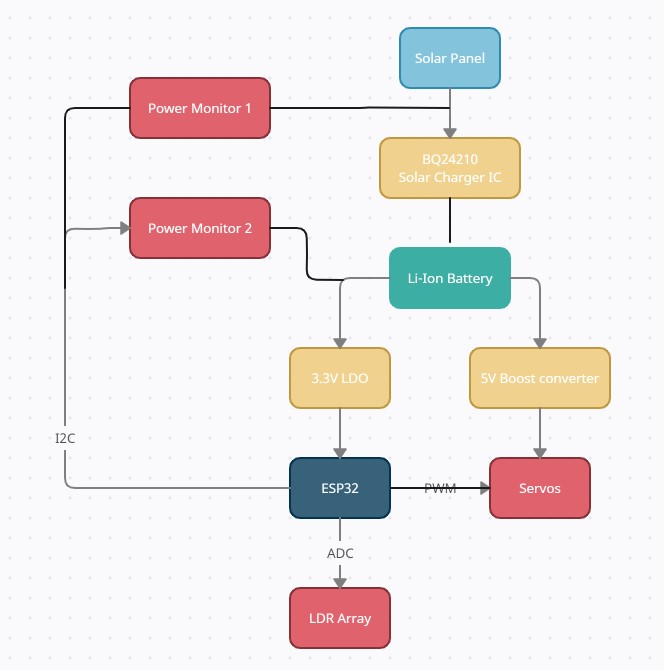 Solar Panel
Power Monitor 1
BQ24210
Solar Charger IC
Power Monitor 2
Li-Ion Battery
3.3V LDO
5V Boost converter
I2C
ESP32
PWM
Servos
ADC
LDR Array